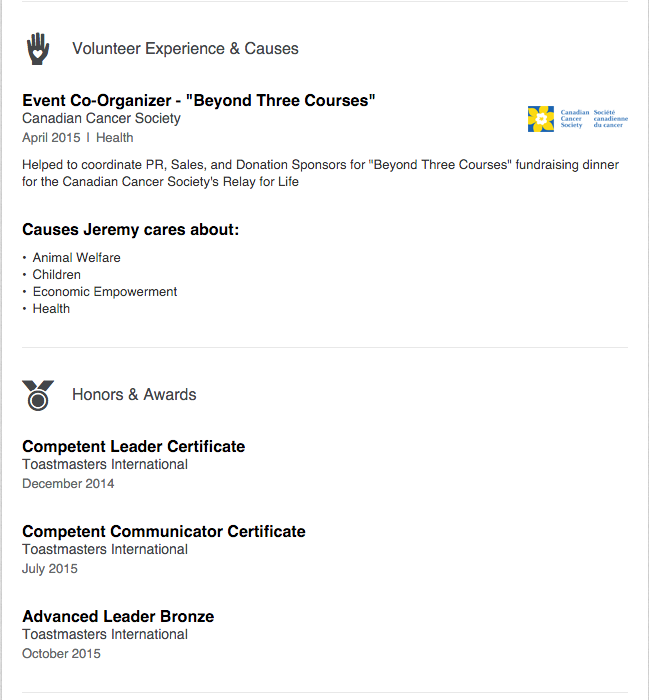 Volunteer Experience & Causes
Event Co-Organizer - "Beyond Three Courses"
Canadian Cancer Society
April 2015 | Health
Canadian Cancer Society
Société canadienne du cancer
Helped to coordinate PR, Sales, and Donation Sponsors for "Beyond Three Courses" fundraising dinner
for the Canadian Cancer Society's Relay for Life
Causes Jeremy cares about:
• Animal Welfare
• Children
• Economic Empowerment
• Health
Honors & Awards
Competent Leader Certificate
Toastmasters International
December 2014
Competent Communicator Certificate
Toastmasters International
July 2015
Advanced Leader Bronze
Toastmasters International
October 2015